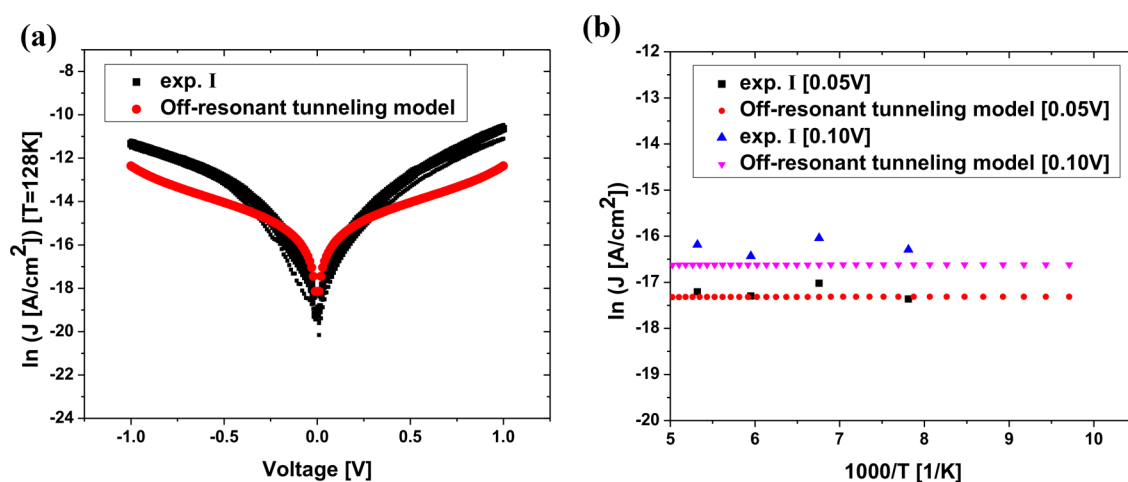 (a)
exp. I
Off-resonant tunneling model
ln (J [A/cm²]) [T=128K]
-8
-10
-12
-14
-16
-18
-20
-22
-24
-1.0
-0.5
0.0
0.5
1.0
Voltage [V]
(b)
exp. I [0.05V]
Off-resonant tunneling model [0.05V]
exp. I [0.10V]
Off-resonant tunneling model [0.10V]
ln (J [A/cm²])
-12
-13
-14
-15
-16
-17
-18
-19
-20
5
6
7
8
9
10
1000/T [1/K]